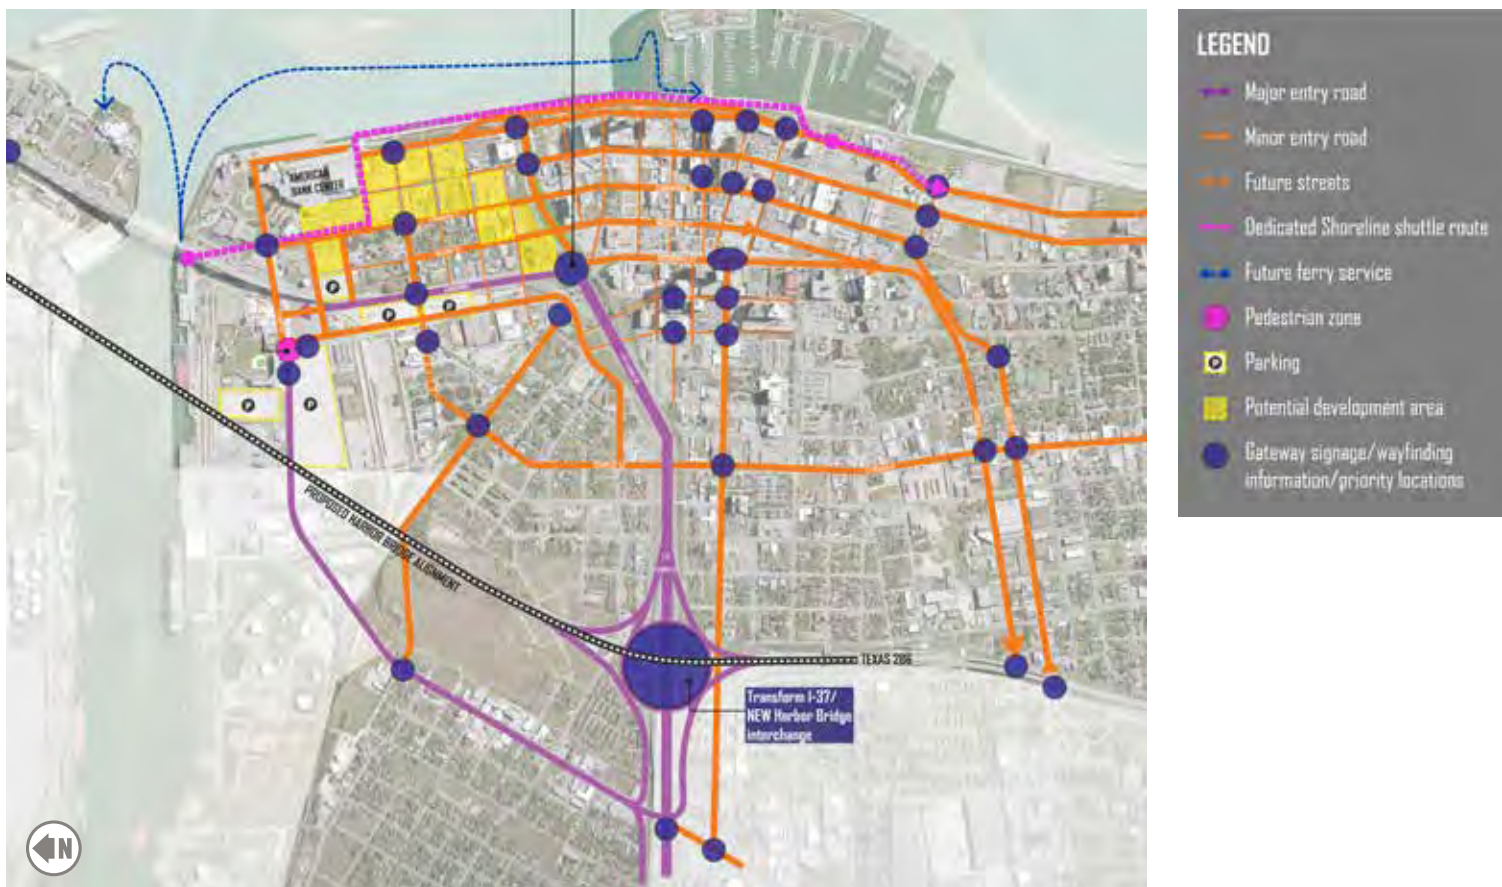 AMERICAN
BANK CENTER
P
P
P
P
P
PROPOSED HARBOR BRIDGE ALIGNMENT
TEXAS 286
Transform I-37/
NEW Harbor Bridge
interchange
N
LEGEND
Major entry road
Minor entry road
Future streets
Dedicated Shoreline shuttle route
Future ferry service
Pedestrian zone
P Parking
Potential development area
Gateway signage/wayfinding
information/priority locations